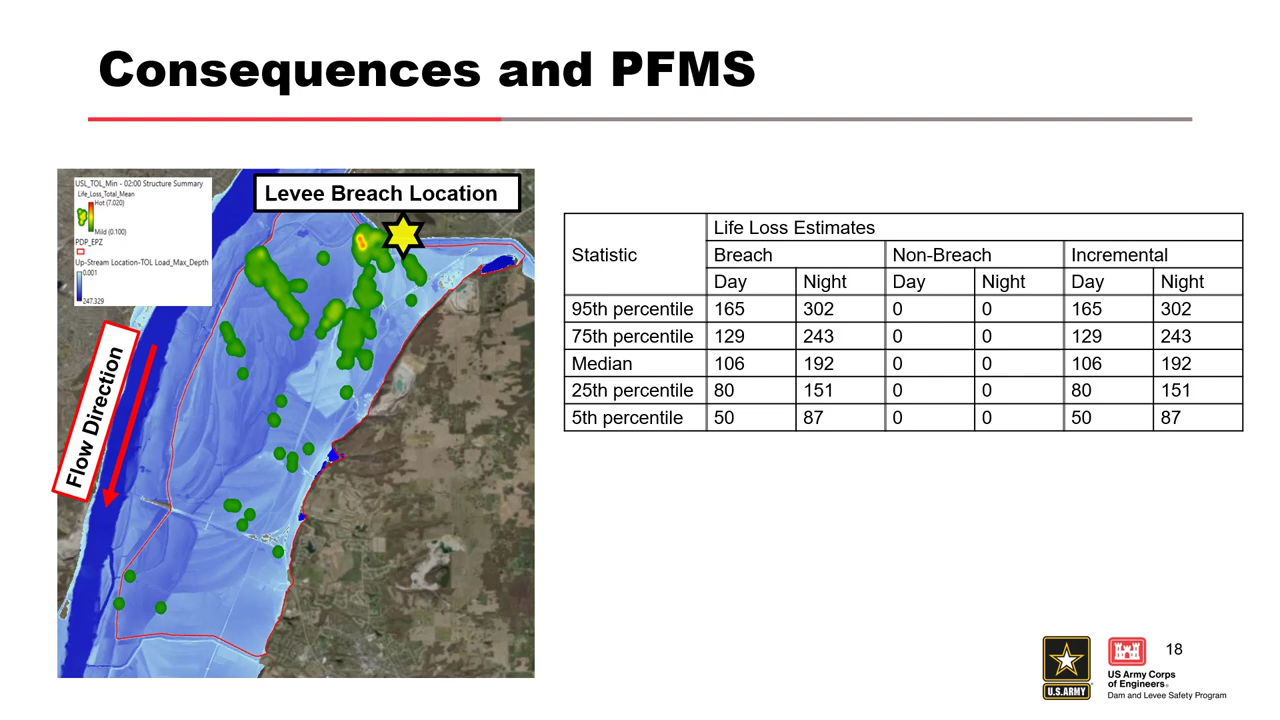 Consequences and PFMS
USL_TOL_Min - 02:00 Structure Summary
Life_Loss_Total_Mean
Hot (7.020)
Mild (0.100)
PDP_EPZ
Up-Stream Location-TOL Load_Max_Depth
0.001
247.329
Levee Breach Location
Flow Direction
Statistic
Life Loss Estimates
Breach Non-Breach Incremental
Day Night Day Night Day Night
95th percentile 165 302 0 0 165 302
75th percentile 129 243 0 0 129 243
Median 106 192 0 0 106 192
25th percentile 80 151 0 0 80 151
5th percentile 50 87 0 0 50 87
U.S.ARMY
US Army Corps
of Engineers®
Dam and Levee Safety Program
18